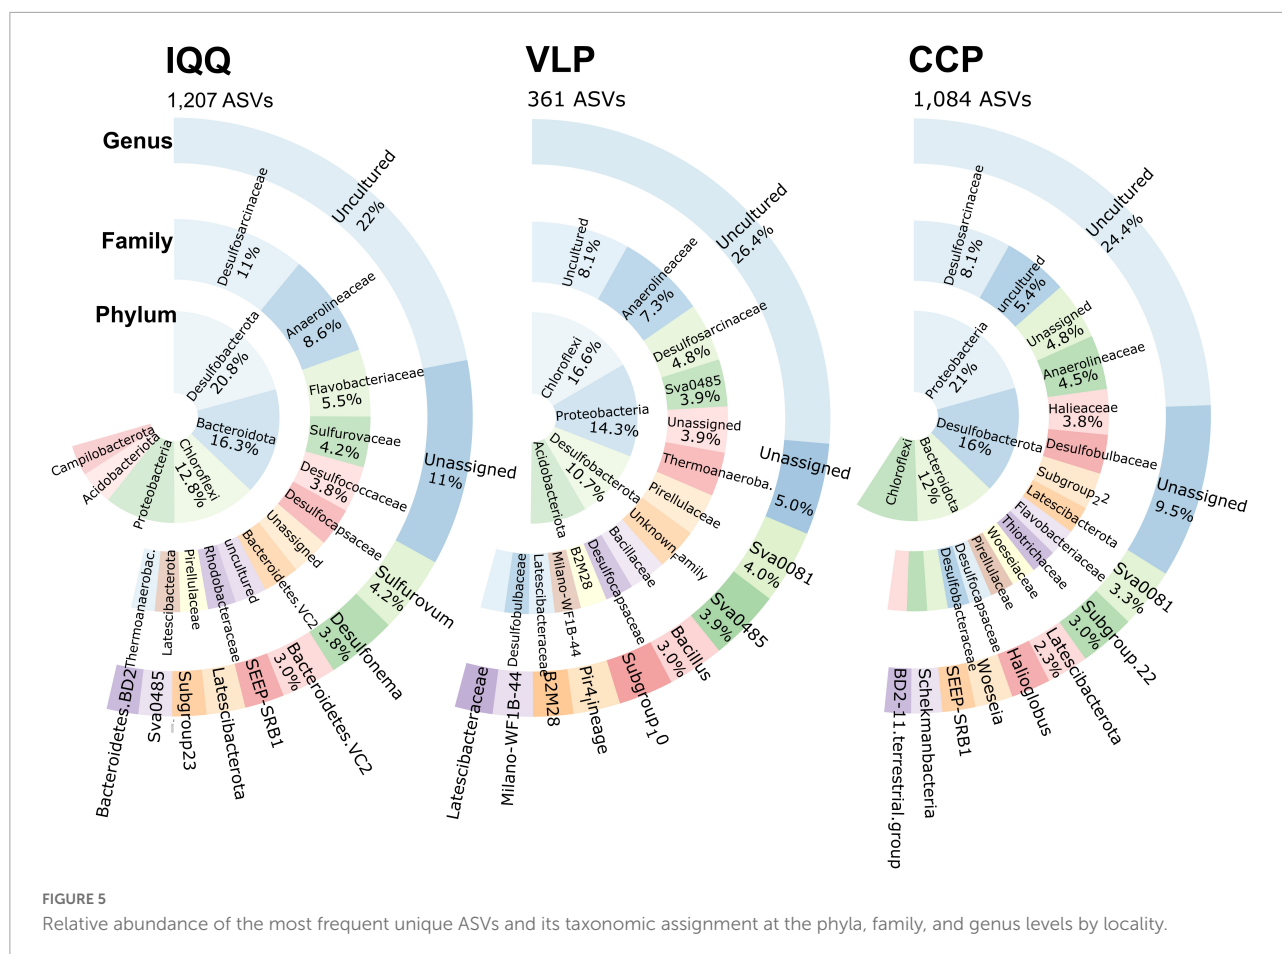 IQQ
1,207 ASVs
VLP
361 ASVs
CCP
1,084 ASVs
Genus
Family
Phylum
Uncultured
22%
Unassigned
11%
Sulfurovum
4.2%
Desulfonema
3.8%
Bacteroidetes.VC2
3.0%
SEEP-SRB1
Latescibacterota
Subgroup23
Sva0485
Bacteroidetes.BD2
Desulfosarcinaceae
11%
Anaerolineaceae
8.6%
Flavobacteriaceae
5.5%
Sulfurovaceae
4.2%
Desulfococcaceae
3.8%
Desulfocapsaceae
Unassigned
Bacteroidetes.VC2
uncultured
Rhodobacteraceae
Pirellulaceae
Latescibacterota
Thermoanaerobac.
Desulfobacterota
20.8%
Bacteroidota
16.3%
Chloroflexi
12.8%
Proteobacteria
Acidobacteriota
Campilobacterota
Uncultured
26.4%
Unassigned
5.0%
Sva0081
4.0%
Sva0485
3.9%
Bacillus
3.0%
Subgroup10
Pir4lineage
B2M28
Milano-WF1B-44
Latescibacteraceae
Uncultured
8.1%
Anaerolineaceae
7.3%
Desulfosarcinaceae
4.8%
Sva0485
3.9%
Unassigned
3.9%
Thermoanaeroba.
Pirellulaceae
Unknown_Family
Bacillaceae
Desulfocapsaceae
B2M28
Milano-WF1B-44
Latescibacteraceae
Desulfobulbaceae
Chloroflexi
16.6%
Proteobacteria
14.3%
Desulfobacterota
10.7%
Acidobacteriota
Uncultured
24.4%
Unassigned
9.5%
Sva0081
3.3%
Subgroup.22
3.0%
Latescibacterota
2.3%
Halioglobus
Woeseia
SEEP-SRB1
Schekmanbacteria
BD2-11.terrestrial.group
Desulfosarcinaceae
8.1%
uncultured
5.4%
Unassigned
4.8%
Anaerolineaceae
4.5%
Halieaceae
3.8%
Desulfobulbaceae
Subgroup22
Latescibacterota
Flavobacteriaceae
Thiotrichaceae
Woeseiaceae
Pirellulaceae
Desulfocapsaceae
Desulfobacteraceae
Proteobacteria
21%
Desulfobacterota
16%
Bacteroidota
12%
Chloroflexi
FIGURE 5
Relative abundance of the most frequent unique ASVs and its taxonomic assignment at the phyla, family, and genus levels by locality.